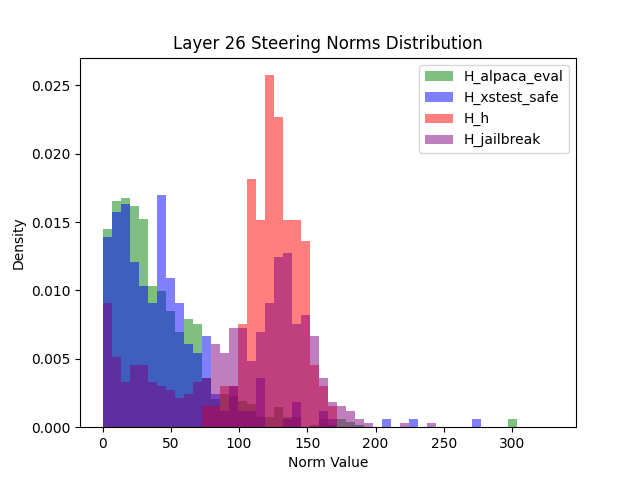 Layer 26 Steering Norms Distribution
H_alpaca_eval
H_xstest_safe
H_h
H_jailbreak
Density
0.025
0.020
0.015
0.010
0.005
0.000
0
50
100
150
200
250
300
Norm Value